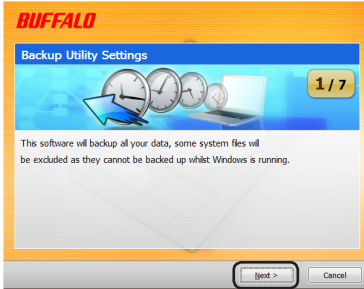 BUFFALO
Backup Utility Settings
1 / 7
This software will backup all your data, some system files will
be excluded as they cannot be backed up whilst Windows is running.
Next >
Cancel